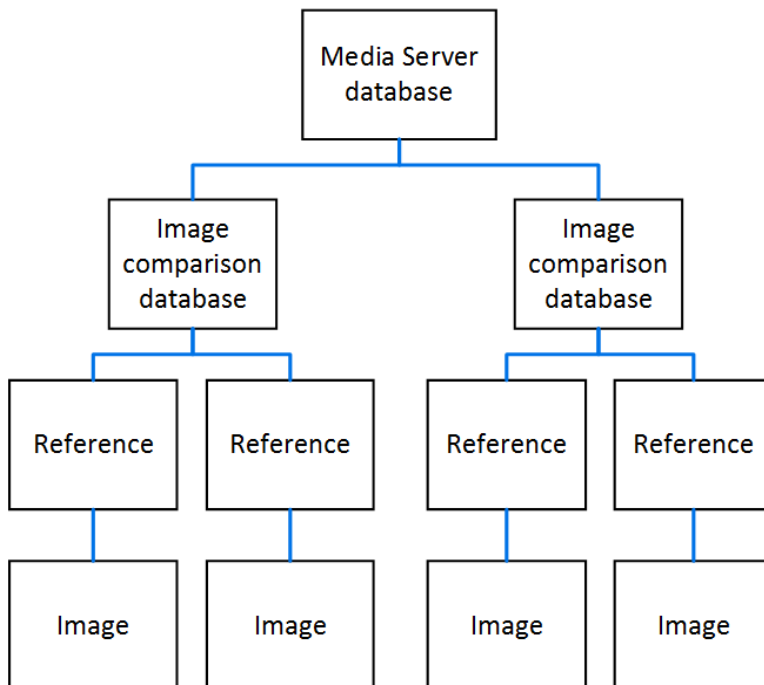 Media Server
database
Image
comparison
database
Image
comparison
database
Reference
Reference
Reference
Reference
Image
Image
Image
Image